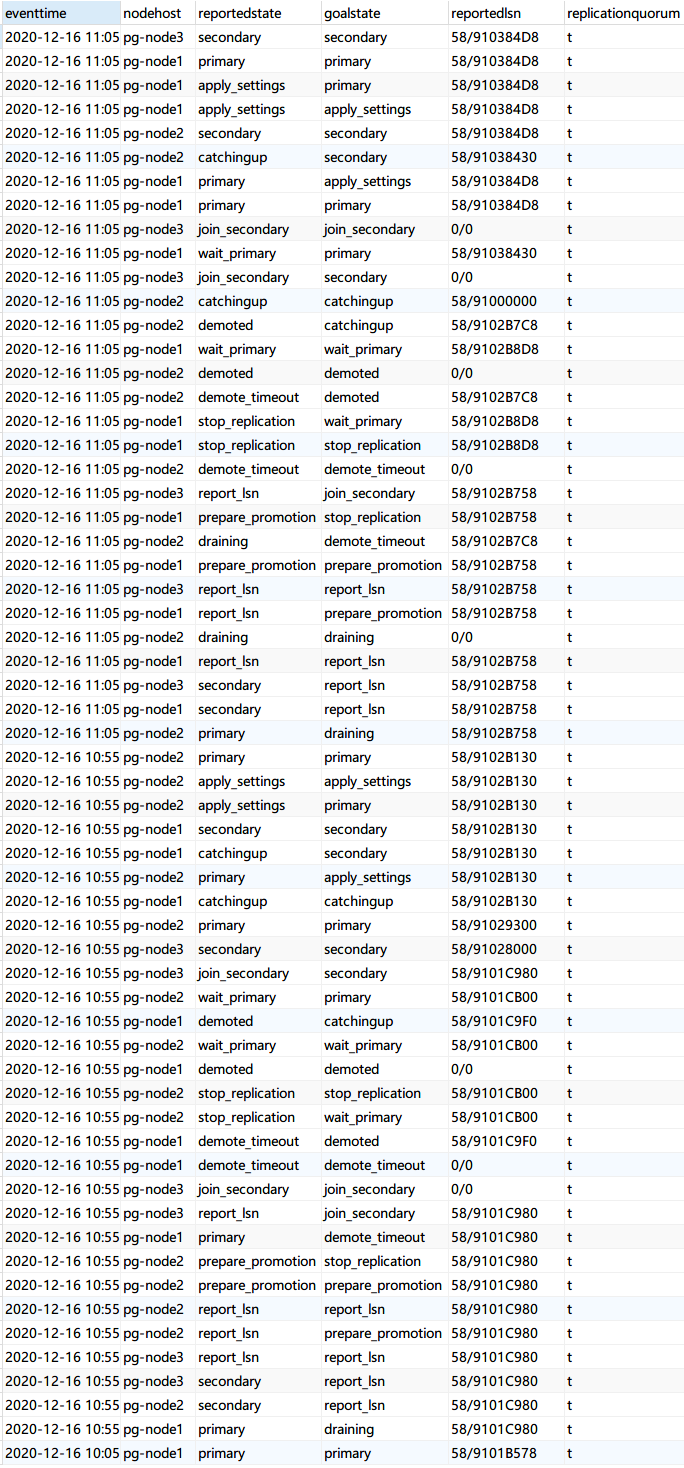 eventtime nodehost reportedstate goalstate reportedlsn replicationquorum
2020-12-16 11:05 pg-node3 secondary secondary 58/910384D8 t
2020-12-16 11:05 pg-node1 primary primary 58/910384D8 t
2020-12-16 11:05 pg-node1 apply_settings primary 58/910384D8 t
2020-12-16 11:05 pg-node1 apply_settings apply_settings 58/910384D8 t
2020-12-16 11:05 pg-node2 secondary secondary 58/910384D8 t
2020-12-16 11:05 pg-node2 catchingup secondary 58/91038430 t
2020-12-16 11:05 pg-node1 primary apply_settings 58/910384D8 t
2020-12-16 11:05 pg-node1 primary primary 58/910384D8 t
2020-12-16 11:05 pg-node3 join_secondary join_secondary 0/0 t
2020-12-16 11:05 pg-node1 wait_primary primary 58/91038430 t
2020-12-16 11:05 pg-node3 join_secondary secondary 0/0 t
2020-12-16 11:05 pg-node2 catchingup catchingup 58/91000000 t
2020-12-16 11:05 pg-node2 demoted catchingup 58/9102B7C8 t
2020-12-16 11:05 pg-node1 wait_primary wait_primary 58/9102B8D8 t
2020-12-16 11:05 pg-node2 demoted demoted 0/0 t
2020-12-16 11:05 pg-node2 demote_timeout demoted 58/9102B7C8 t
2020-12-16 11:05 pg-node1 stop_replication wait_primary 58/9102B8D8 t
2020-12-16 11:05 pg-node1 stop_replication stop_replication 58/9102B8D8 t
2020-12-16 11:05 pg-node2 demote_timeout demote_timeout 0/0 t
2020-12-16 11:05 pg-node3 report_lsn join_secondary 58/9102B758 t
2020-12-16 11:05 pg-node1 prepare_promotion stop_replication 58/9102B758 t
2020-12-16 11:05 pg-node2 draining demote_timeout 58/9102B7C8 t
2020-12-16 11:05 pg-node1 prepare_promotion prepare_promotion 58/9102B758 t
2020-12-16 11:05 pg-node3 report_lsn report_lsn 58/9102B758 t
2020-12-16 11:05 pg-node1 report_lsn prepare_promotion 58/9102B758 t
2020-12-16 11:05 pg-node2 draining draining 0/0 t
2020-12-16 11:05 pg-node1 report_lsn report_lsn 58/9102B758 t
2020-12-16 11:05 pg-node3 secondary report_lsn 58/9102B758 t
2020-12-16 11:05 pg-node1 secondary report_lsn 58/9102B758 t
2020-12-16 11:05 pg-node2 primary draining 58/9102B758 t
2020-12-16 10:55 pg-node2 primary primary 58/9102B130 t
2020-12-16 10:55 pg-node2 apply_settings apply_settings 58/9102B130 t
2020-12-16 10:55 pg-node2 apply_settings primary 58/9102B130 t
2020-12-16 10:55 pg-node1 secondary secondary 58/9102B130 t
2020-12-16 10:55 pg-node1 catchingup secondary 58/9102B130 t
2020-12-16 10:55 pg-node2 primary apply_settings 58/9102B130 t
2020-12-16 10:55 pg-node1 catchingup catchingup 58/9102B130 t
2020-12-16 10:55 pg-node2 primary primary 58/91029300 t
2020-12-16 10:55 pg-node3 secondary secondary 58/91028000 t
2020-12-16 10:55 pg-node3 join_secondary secondary 58/9101C980 t
2020-12-16 10:55 pg-node2 wait_primary primary 58/9101CB00 t
2020-12-16 10:55 pg-node1 demoted catchingup 58/9101C9F0 t
2020-12-16 10:55 pg-node2 wait_primary wait_primary 58/9101CB00 t
2020-12-16 10:55 pg-node1 demoted demoted 0/0 t
2020-12-16 10:55 pg-node2 stop_replication stop_replication 58/9101CB00 t
2020-12-16 10:55 pg-node2 stop_replication wait_primary 58/9101CB00 t
2020-12-16 10:55 pg-node1 demote_timeout demoted 58/9101C9F0 t
2020-12-16 10:55 pg-node1 demote_timeout demote_timeout 0/0 t
2020-12-16 10:55 pg-node3 join_secondary join_secondary 0/0 t
2020-12-16 10:55 pg-node3 report_lsn join_secondary 58/9101C980 t
2020-12-16 10:55 pg-node1 primary demote_timeout 58/9101C980 t
2020-12-16 10:55 pg-node2 prepare_promotion stop_replication 58/9101C980 t
2020-12-16 10:55 pg-node2 prepare_promotion prepare_promotion 58/9101C980 t
2020-12-16 10:55 pg-node2 report_lsn report_lsn 58/9101C980 t
2020-12-16 10:55 pg-node2 report_lsn prepare_promotion 58/9101C980 t
2020-12-16 10:55 pg-node3 report_lsn report_lsn 58/9101C980 t
2020-12-16 10:55 pg-node3 secondary report_lsn 58/9101C980 t
2020-12-16 10:55 pg-node2 secondary report_lsn 58/9101C980 t
2020-12-16 10:55 pg-node1 primary draining 58/9101C980 t
2020-12-16 10:05 pg-node1 primary primary 58/9101B578 t